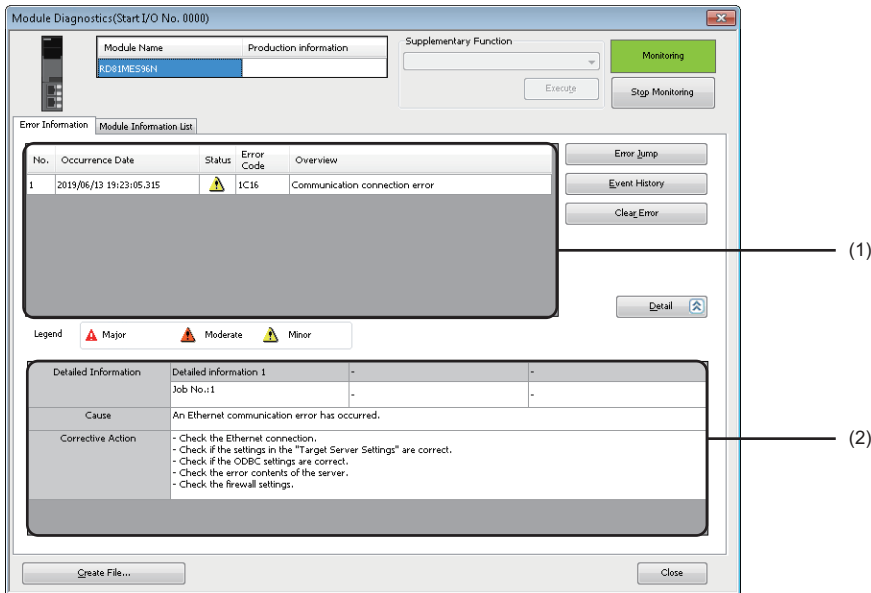 Module Diagnostics(Start I/O No. 0000)
Module Name Production information
RD81MES96N
Supplementary Function
Execute
Monitoring
Stop Monitoring
Error Information Module Information List
No. Occurrence Date Status Error Code Overview
1 2019/06/13 19:23:05.315 1C16 Communication connection error
Error Jump
Event History
Clear Error
(1)
Detail
Legend Major Moderate Minor
Detailed Information Detailed information 1 - -
Job No.:1 - -
Cause An Ethernet communication error has occurred.
Corrective Action - Check the Ethernet connection.
- Check if the settings in the "Target Server Settings" are correct.
- Check if the ODBC settings are correct.
- Check the error contents of the server.
- Check the firewall settings.
(2)
Create File... Close